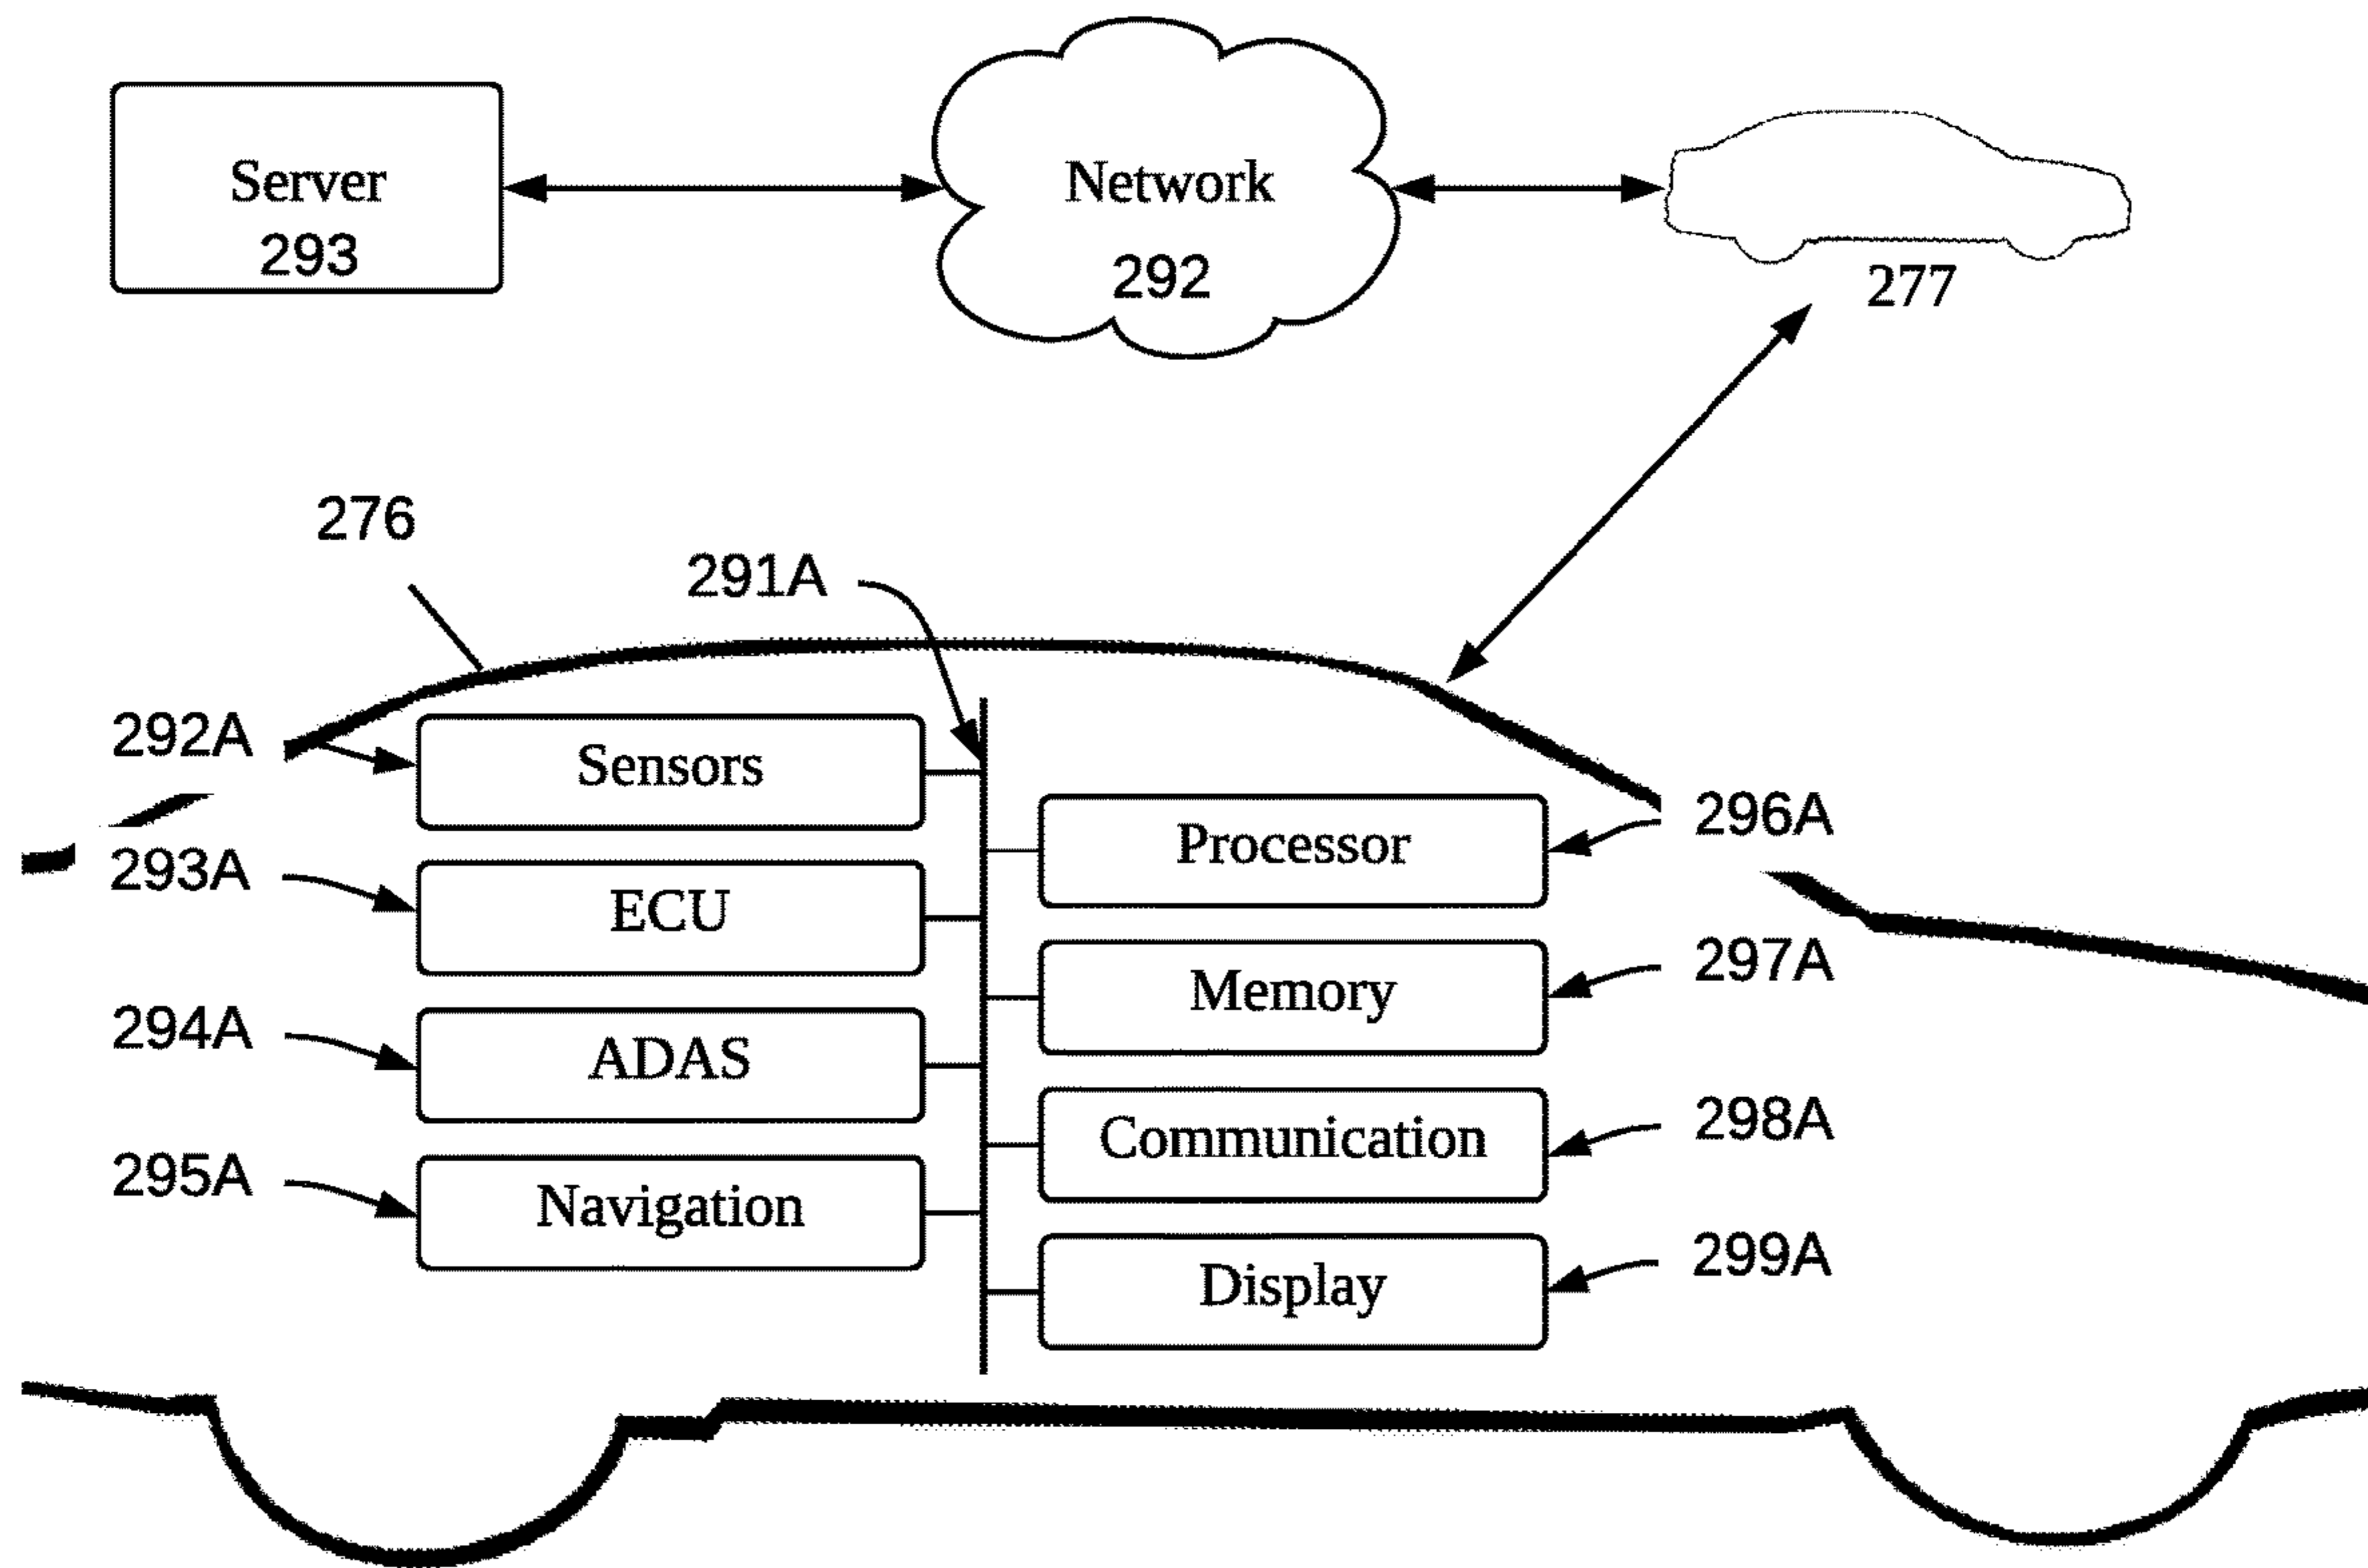 Server
293
Network
292
277
276
291A
292A
Sensors
296A
Processor
293A
ECU
297A
Memory
294A
ADAS
298A
Communication
295A
Navigation
299A
Display